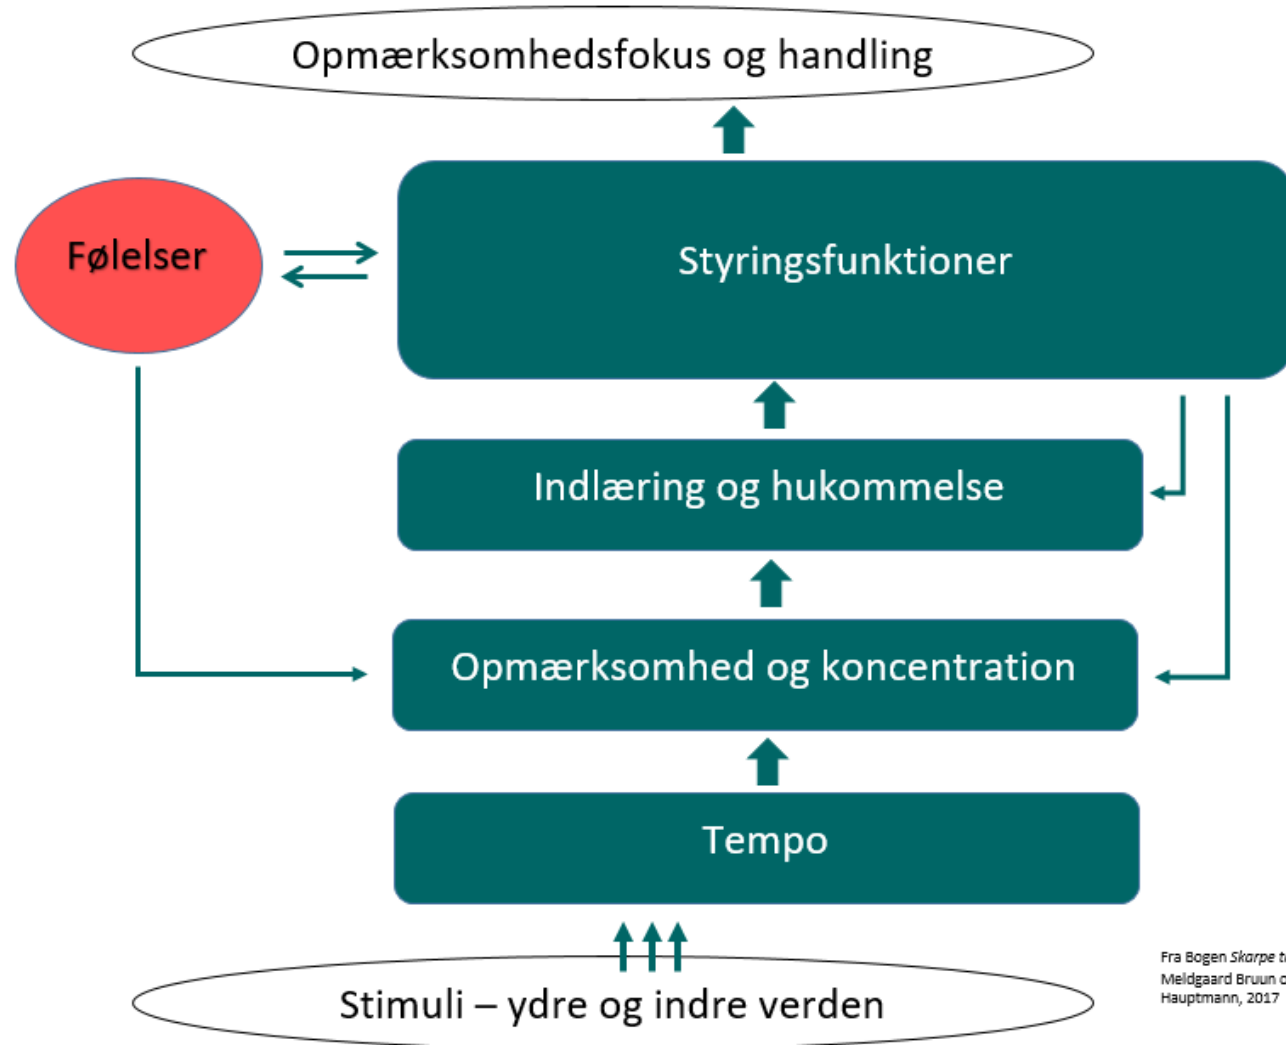 Opmærksomhedsfokus og handling
Følelser
Styringsfunktioner
Indlæring og hukommelse
Opmærksomhed og koncentration
Tempo
Stimuli – ydre og indre verden
Fra Bogen Skarpe
Meldgaard Bruun
Hauptmann, 2017